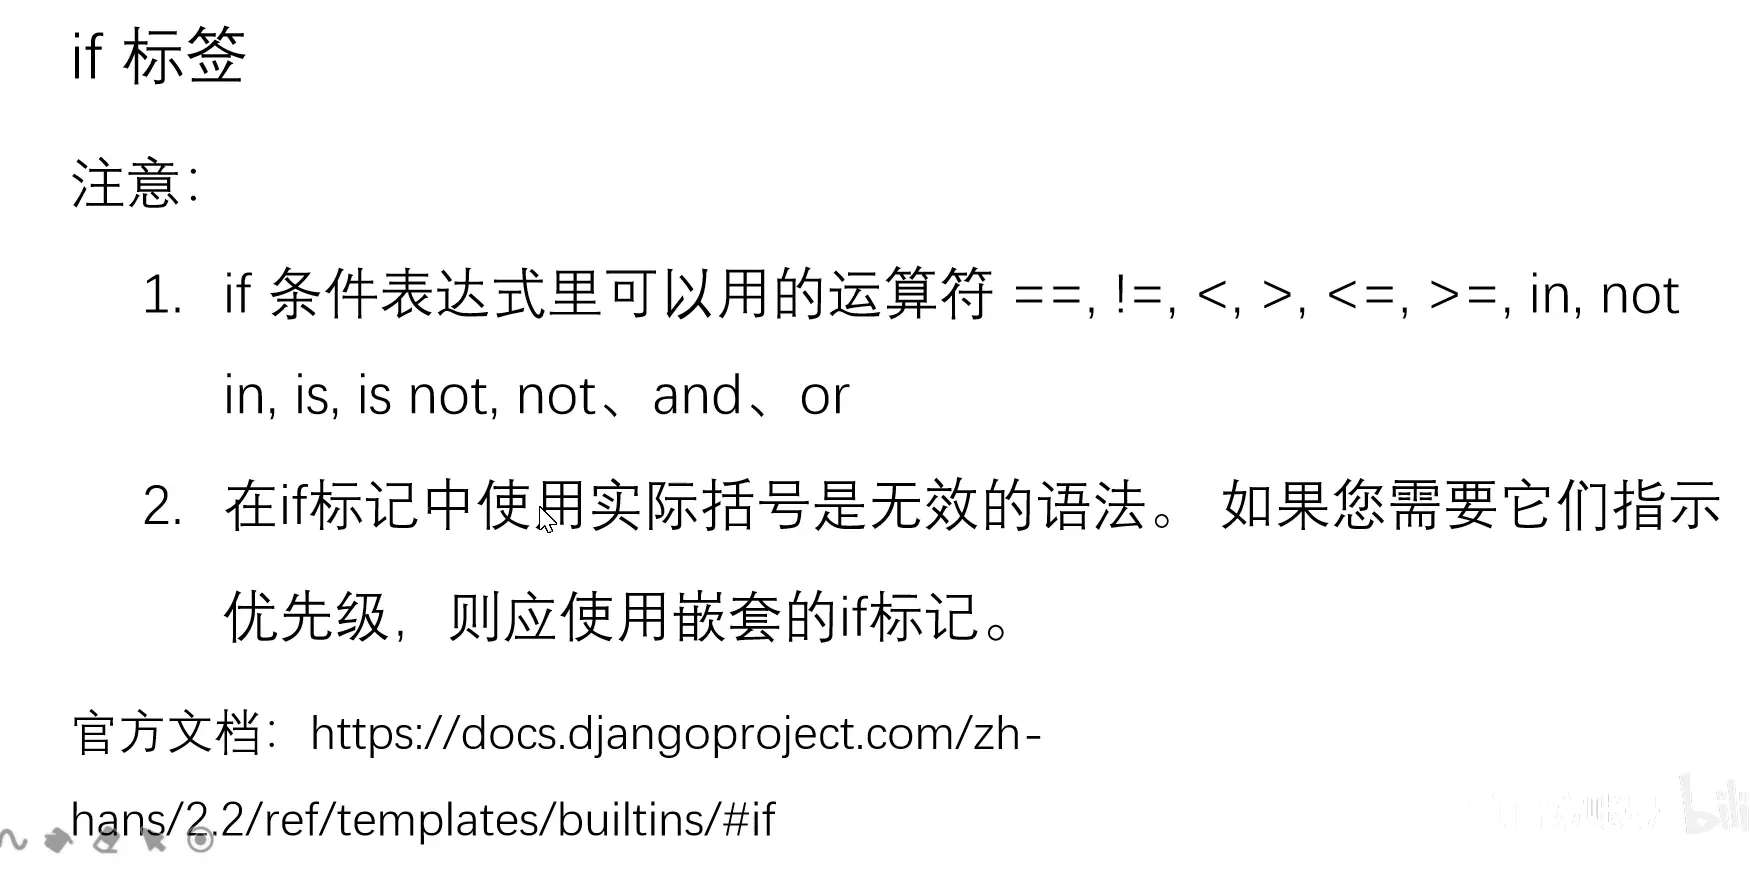 if 标签
注意：
1. if 条件表达式里可以用的运算符 ==, !=, <, >, <=, >=, in, not
in, is, is not, not、and、or
2. 在if标记中使用实际括号是无效的语法。 如果您需要它们指示
优先级，则应使用嵌套的if标记。
官方文档：https://docs.djangoproject.com/zh-
hans/2.2/ref/templates/builtins/#if
bili